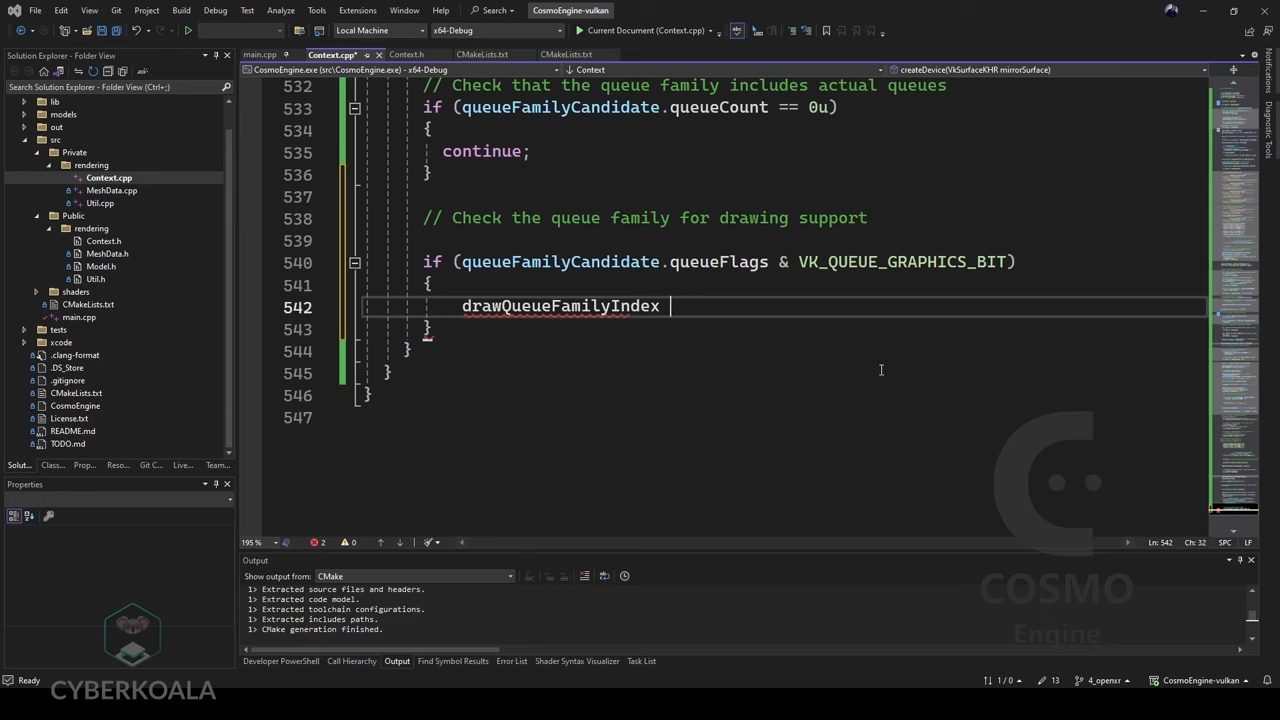 File Edit View Git Project Build Debug Test Analyze Tools Extensions Window Help Search CosmoEngine-vulkan
Local Machine x64-Debug Current Document (Context.cpp)
Solution Explorer - Folder View
Search Solution Explorer - Folder View (Ctrl+;)
lib
models
out
src
Private
rendering
Context.cpp
MeshData.cpp
Util.cpp
Public
rendering
Context.h
MeshData.h
Model.h
Util.h
shaders
CMakeLists.txt
main.cpp
tests
xcode
.clang-format
.DS_Store
.gitignore
CMakeLists.txt
CosmoEngine
License.txt
README.md
TODO.md
Solut... Class... Prop... Reso... Git C... Live... Team...
Properties
main.cpp Context.cpp* Context.h CMakeLists.txt CMakeLists.txt
CosmoEngine.exe (src\CosmoEngine.exe) - x64-Debug Context createDevice(VkSurfaceKHR mirrorSurface)
532 // Check that the queue family includes actual queues
533 if (queueFamilyCandidate.queueCount == 0u)
534 {
535 continue;
536 }
537
538 // Check the queue family for drawing support
539
540 if (queueFamilyCandidate.queueFlags & VK_QUEUE_GRAPHICS_BIT)
541 {
542 drawQueueFamilyIndex
543 }
544 }
545 }
546 }
547
195 % 2 0 Ln: 542 Ch: 32 SPC LF
Output
Show output from: CMake
1> Extracted source files and headers.
1> Extracted code model.
1> Extracted toolchain configurations.
1> Extracted includes paths.
1> CMake generation finished.
Developer PowerShell Call Hierarchy Output Find Symbol Results Error List Shader Syntax Visualizer Task List
Notifications
Diagnostic Tools
COSMO
Engine
Ready 1 / 0 13 4_openxr CosmoEngine-vulkan
CYBERKOALA